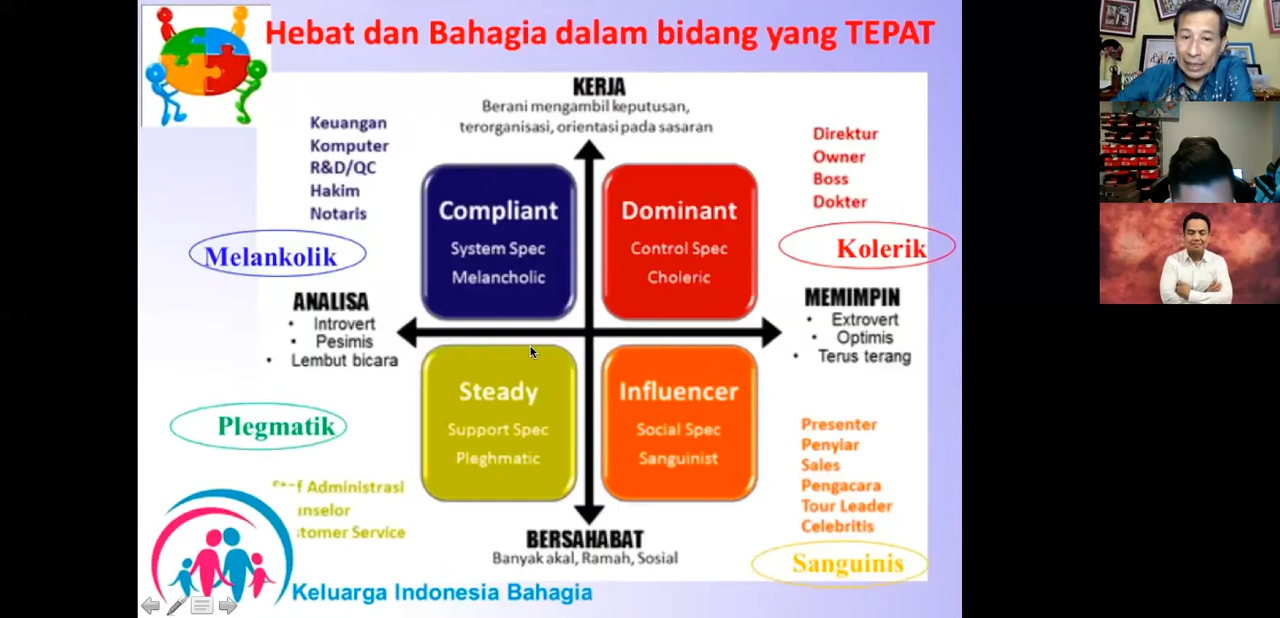 Hebat dan Bahagia dalam bidang yang TEPAT
KERJA
Berani mengambil keputusan,
terorganisasi, orientasi pada sasaran
Keuangan
Komputer
R&D/QC
Hakim
Notaris
Direktur
Owner
Boss
Dokter
Compliant
System Spec
Melancholic
Dominant
Control Spec
Choleric
Melankolik
Kolerik
ANALISA
• Introvert
• Pesimis
• Lembut bicara
MEMIMPIN
• Extrovert
• Optimis
• Terus terang
Steady
Support Spec
Pleghmatic
Influencer
Social Spec
Sanguinist
Plegmatik
Presenter
Penyiar
Sales
Pengacara
Tour Leader
Celebritis
Administrasi
Service
BERSAHABAT
Banyak akal, Ramah, Sosial
Sanguinis
Keluarga Indonesia Bahagia